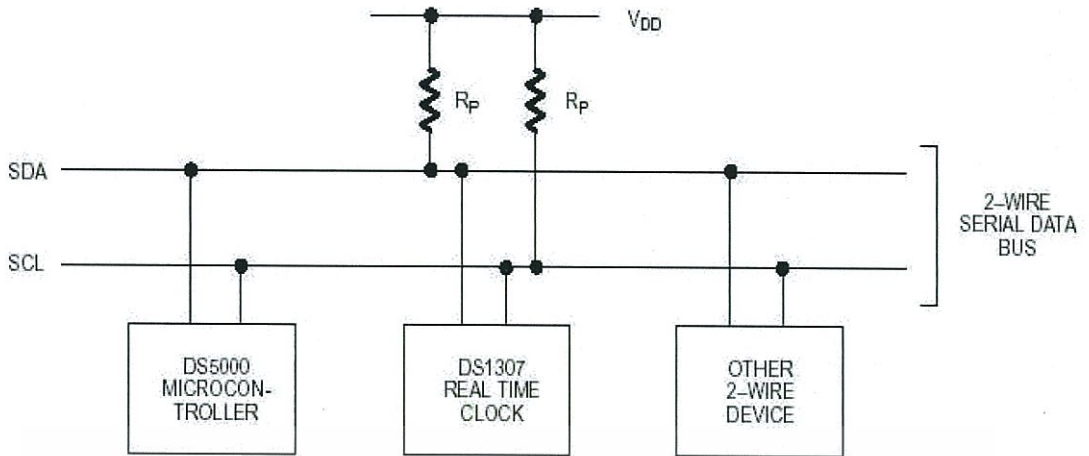 VDD
RP
RP
SDA
2–WIRE
SERIAL DATA
BUS
SCL
DS5000
MICROCON-
TROLLER
DS1307
REAL TIME
CLOCK
OTHER
2–WIRE
DEVICE